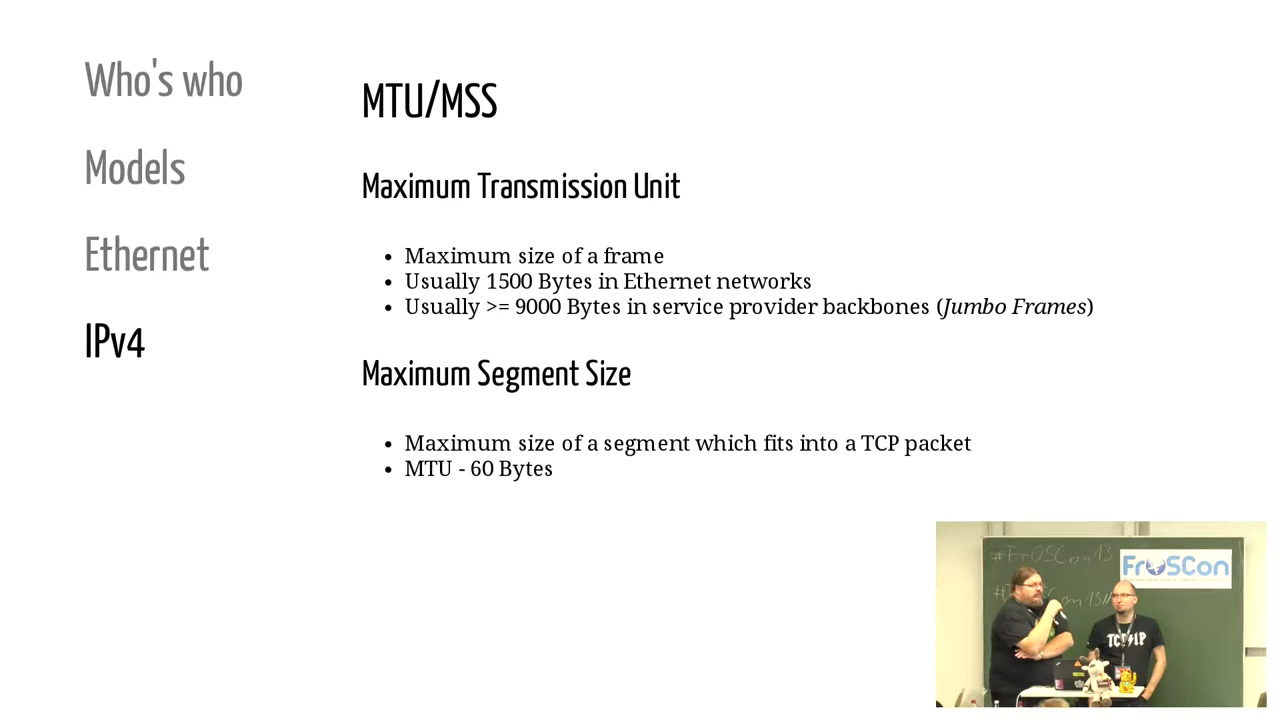 Who's who
Models
Ethernet
IPv4
MTU/MSS
Maximum Transmission Unit
• Maximum size of a frame
• Usually 1500 Bytes in Ethernet networks
• Usually >= 9000 Bytes in service provider backbones (Jumbo Frames)
Maximum Segment Size
• Maximum size of a segment which fits into a TCP packet
• MTU - 60 Bytes
#FrOSCon13
FrOSCon
TCP/IP